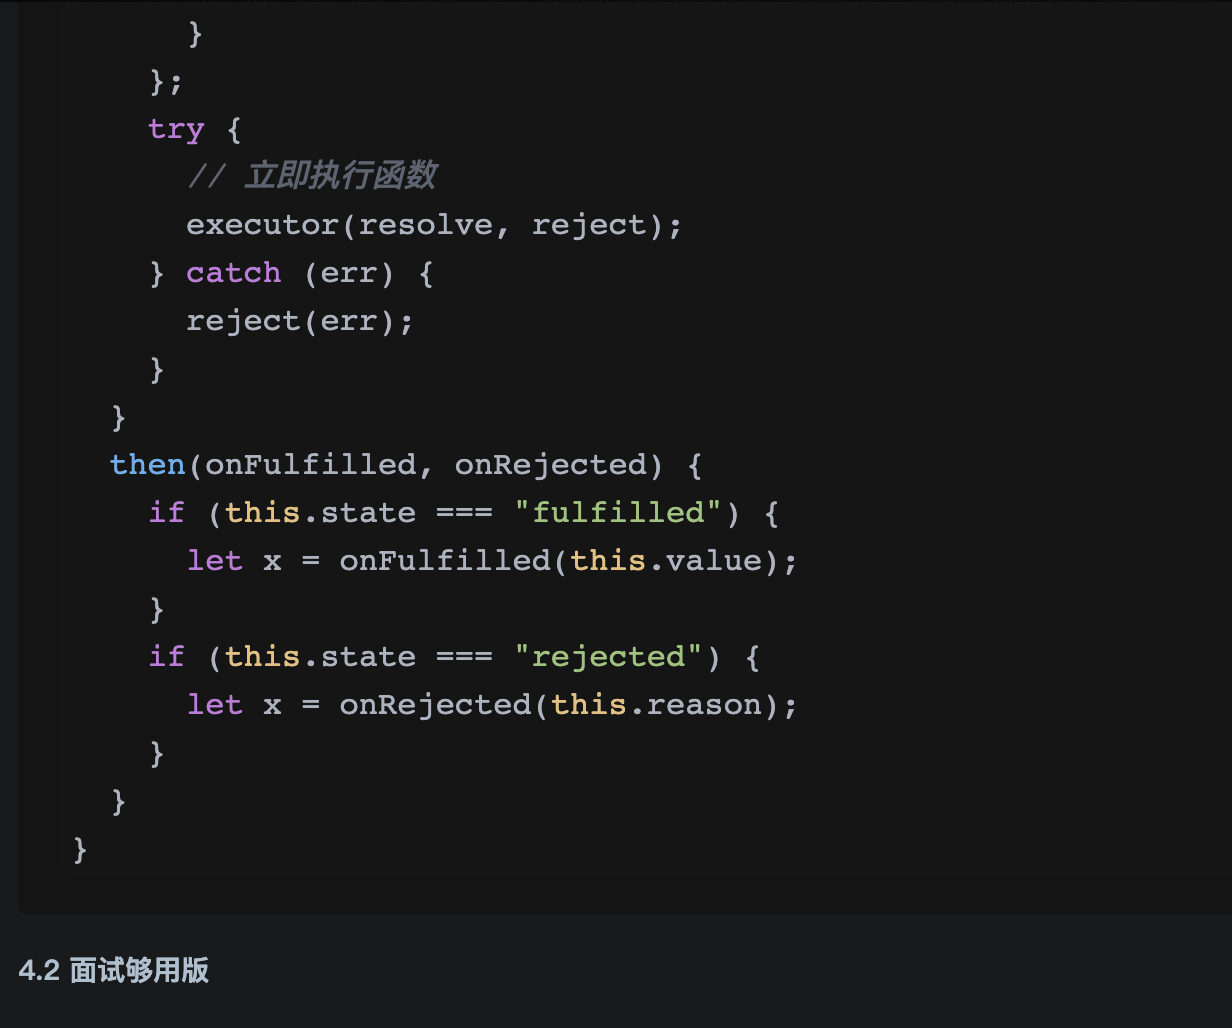 }
};
try {
// 立即执行函数
executor(resolve, reject);
} catch (err) {
reject(err);
}
}
then(onFulfilled, onRejected) {
if (this.state === "fulfilled") {
let x = onFulfilled(this.value);
}
if (this.state === "rejected") {
let x = onRejected(this.reason);
}
}
}
4.2 面试够用版